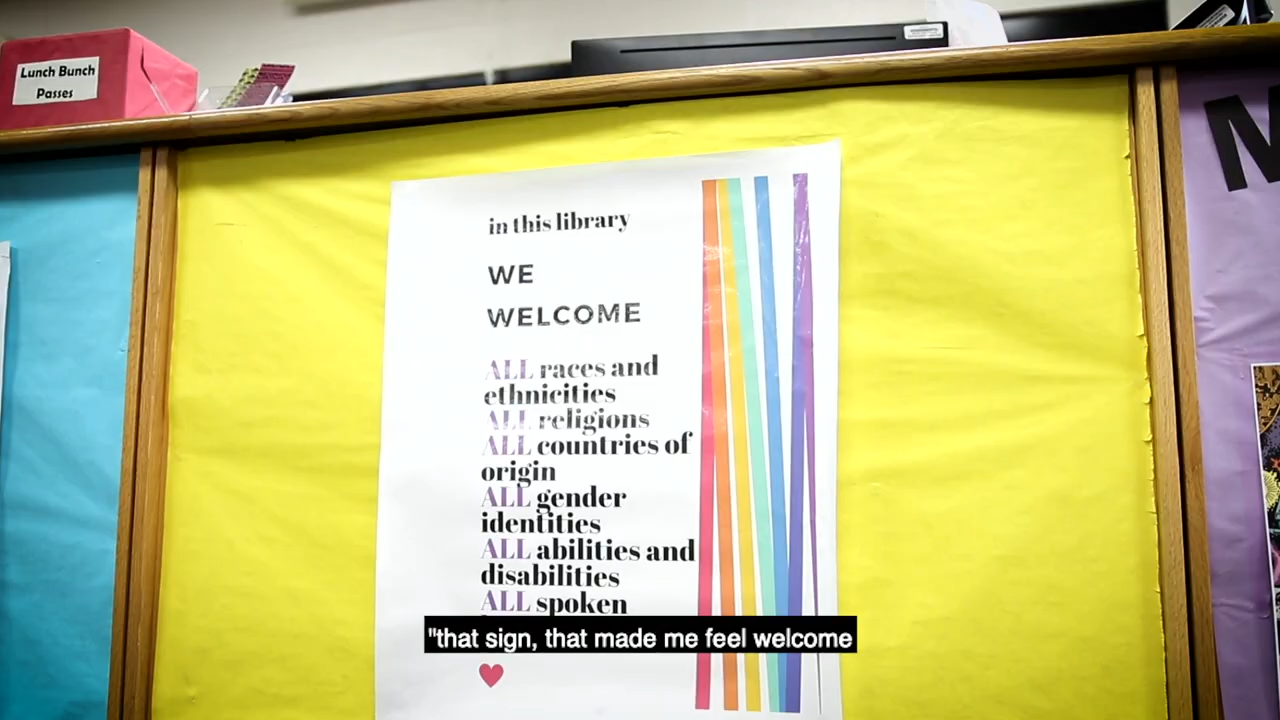 Lunch Bunch
Passes
in this library
WE
WELCOME
ALL races and
ethnicities
ALL religions
ALL countries of
origin
ALL gender
identities
ALL abilities and
disabilities
ALL spoken
"that sign, that made me feel welcome